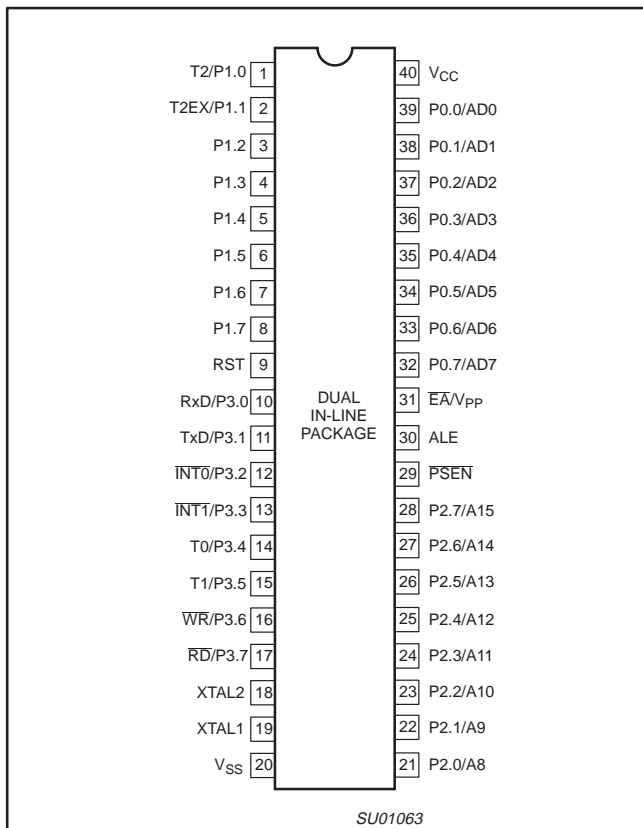 T2/P1.0 1 40 VCC
T2EX/P1.1 2 39 P0.0/AD0
P1.2 3 38 P0.1/AD1
P1.3 4 37 P0.2/AD2
P1.4 5 36 P0.3/AD3
P1.5 6 35 P0.4/AD4
P1.6 7 34 P0.5/AD5
P1.7 8 33 P0.6/AD6
RST 9 32 P0.7/AD7
RxD/P3.0 10 31 E̅A̅/VPP
TxD/P3.1 11 30 ALE
I̅N̅T̅0̅/P3.2 12 29 P̅S̅E̅N̅
I̅N̅T̅1̅/P3.3 13 28 P2.7/A15
T0/P3.4 14 27 P2.6/A14
T1/P3.5 15 26 P2.5/A13
W̅R̅/P3.6 16 25 P2.4/A12
R̅D̅/P3.7 17 24 P2.3/A11
XTAL2 18 23 P2.2/A10
XTAL1 19 22 P2.1/A9
VSS 20 21 P2.0/A8
DUAL
IN-LINE
PACKAGE
SU01063